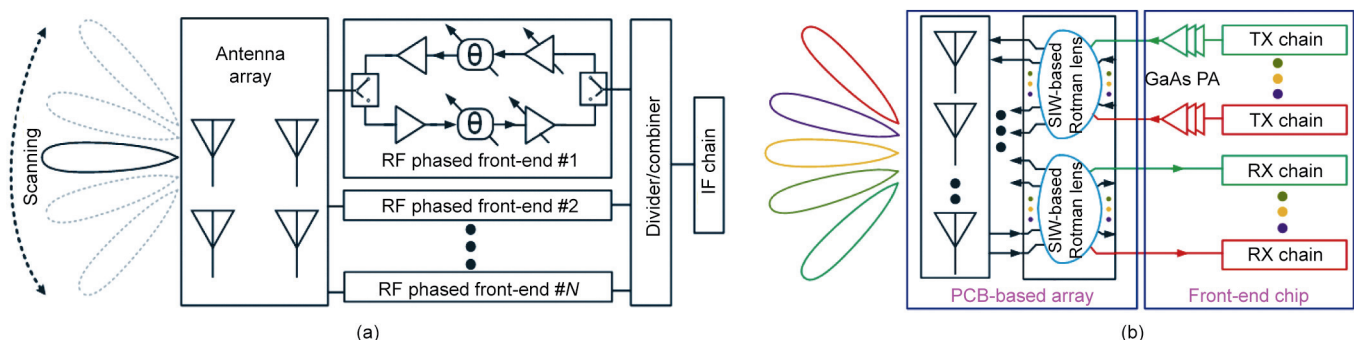 Scanning
Antenna
array
θ
θ
RF phased front-end #1
RF phased front-end #2
RF phased front-end #N
Divider/combiner
IF chain
(a)
SIW-based
Rotman lens
SIW-based
Rotman lens
PCB-based array
GaAs PA
TX chain
TX chain
RX chain
RX chain
Front-end chip
(b)